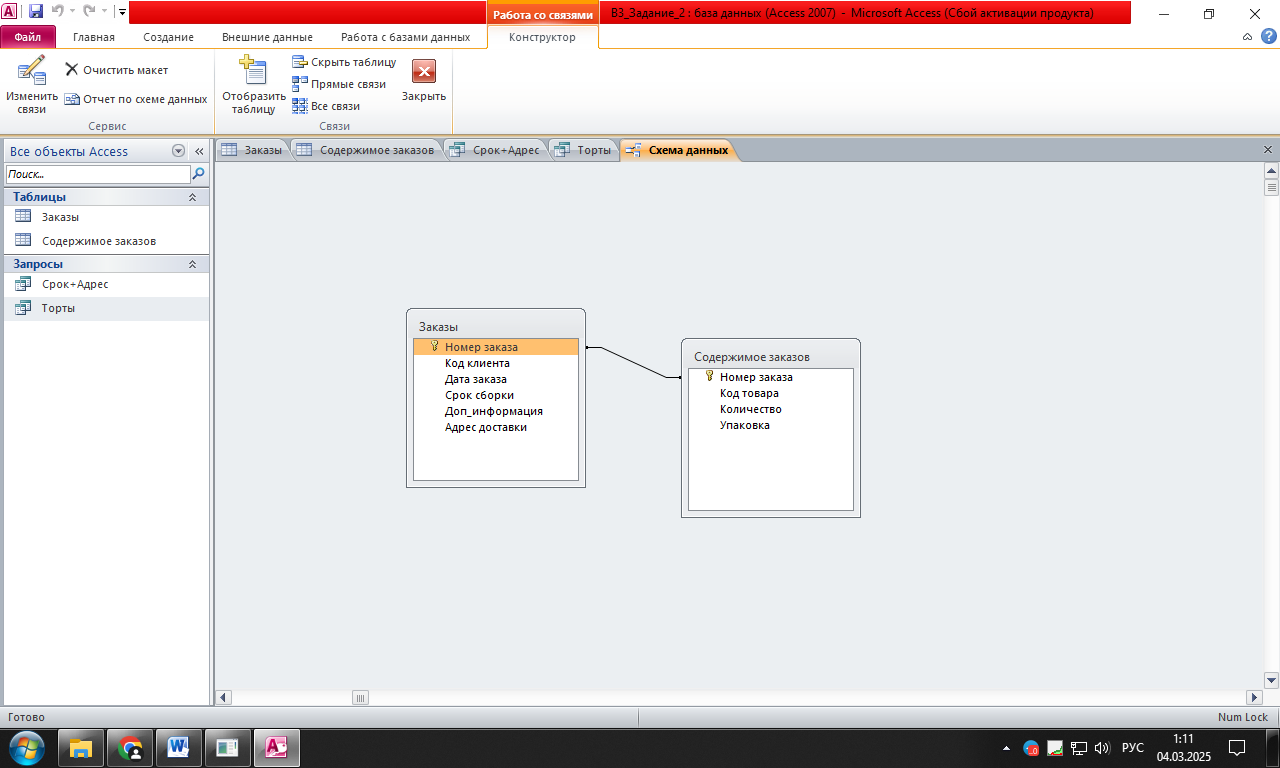 Работа со связями
В3_Задание_2 : база данных (Access 2007) - Microsoft Access (Сбой активации продукта)
Файл
Главная
Создание
Внешние данные
Работа с базами данных
Конструктор
Изменить связи
Очистить макет
Отчет по схеме данных
Сервис
Отобразить таблицу
Скрыть таблицу
Прямые связи
Все связи
Закрыть
Связи
Все объекты Access
Поиск...
Таблицы
Заказы
Содержимое заказов
Запросы
Срок+Адрес
Торты
Заказы
Содержимое заказов
Срок+Адрес
Торты
Схема данных
Заказы
Номер заказа
Код клиента
Дата заказа
Срок сборки
Доп_информация
Адрес доставки
Содержимое заказов
Номер заказа
Код товара
Количество
Упаковка
Готово
Num Lock
РУС
1:11
04.03.2025